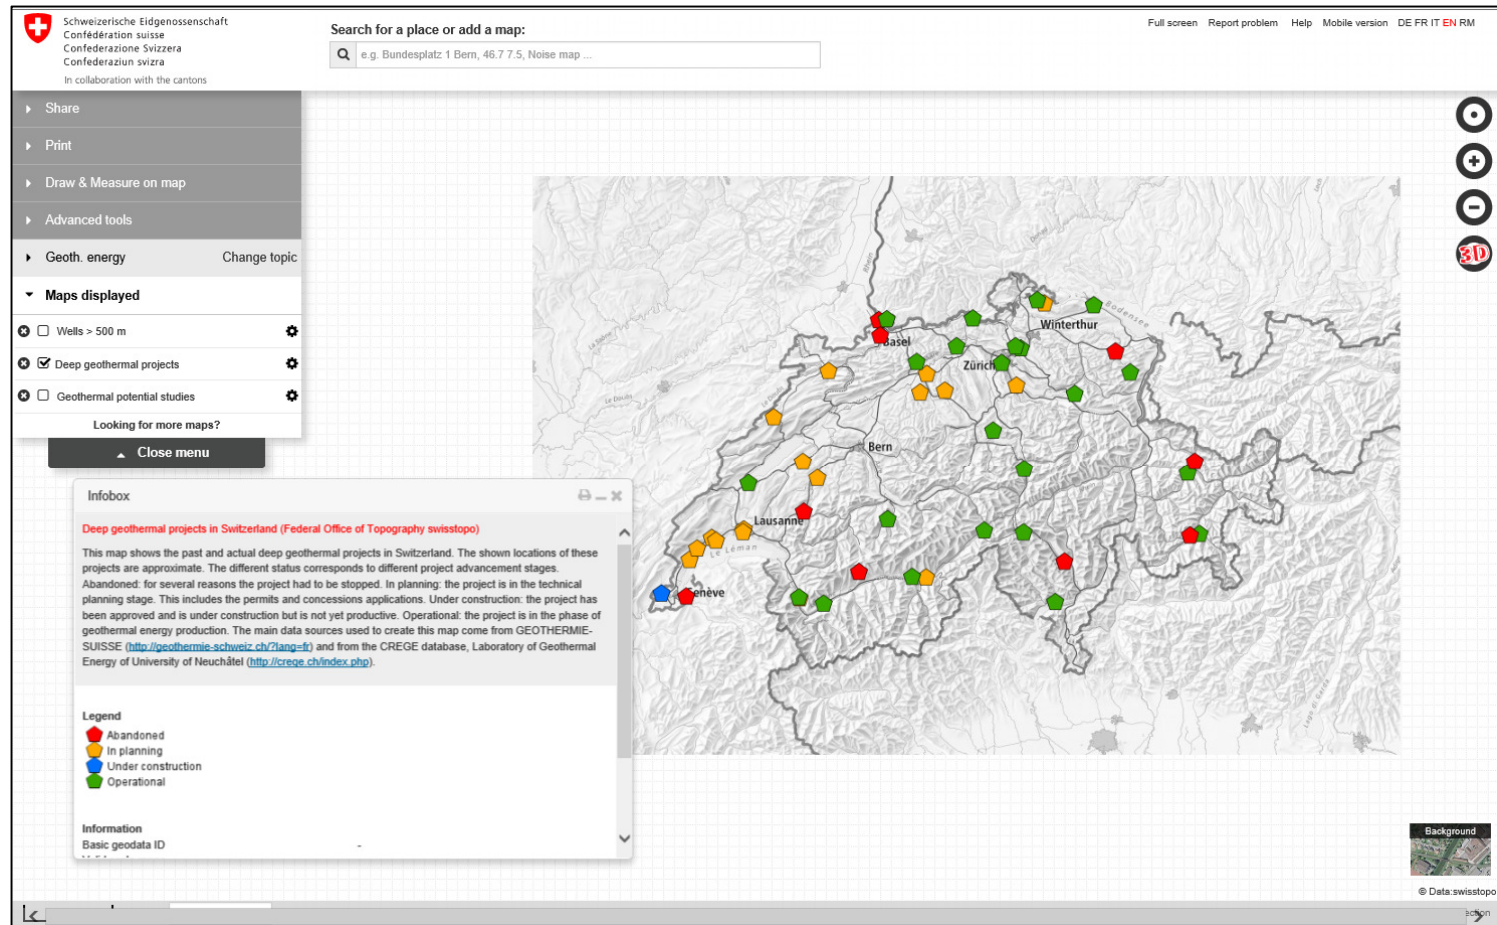 Schweizerische Eidgenossenschaft
Confédération suisse
Confederazione Svizzera
Confederaziun svizra
In collaboration with the cantons
Search for a place or add a map:
e.g. Bundesplatz 1 Bern, 46.7 7.5, Noise map ...
Full screen Report problem Help Mobile version DE FR IT EN RM
Share
Print
Draw & Measure on map
Advanced tools
Geoth. energy Change topic
Maps displayed
Wells > 500 m
Deep geothermal projects
Geothermal potential studies
Looking for more maps?
Close menu
3D
Rhein
Donau
Bodensee
Winterthur
Basel
Zürich
Le Doubs
Bern
Lausanne
Le Léman
Genève
Infobox
Deep geothermal projects in Switzerland (Federal Office of Topography swisstopo)
This map shows the past and actual deep geothermal projects in Switzerland. The shown locations of these
projects are approximate. The different status corresponds to different project advancement stages.
Abandoned: for several reasons the project had to be stopped. In planning: the project is in the technical
planning stage. This includes the permits and concessions applications. Under construction: the project has
been approved and is under construction but is not yet productive. Operational: the project is in the phase of
geothermal energy production. The main data sources used to create this map come from GEOTHERMIE-
SUISSE (http://geothermie-schweiz.ch/?lang=fr) and from the CREGE database, Laboratory of Geothermal
Energy of University of Neuchâtel (http://crege.ch/index.php).
Legend
Abandoned
In planning
Under construction
Operational
Information
Basic geodata ID -
Background
© Data:swisstopo